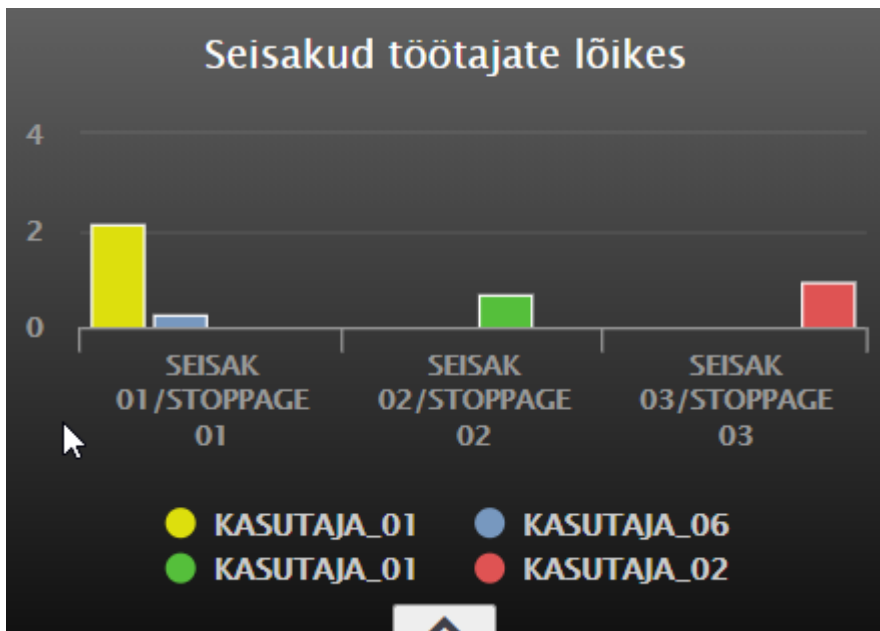 Seisakud töötajate lõikes
4
2
0
SEISAK
01/STOPPAGE
01
SEISAK
02/STOPPAGE
02
SEISAK
03/STOPPAGE
03
KASUTAJA_01
KASUTAJA_06
KASUTAJA_01
KASUTAJA_02